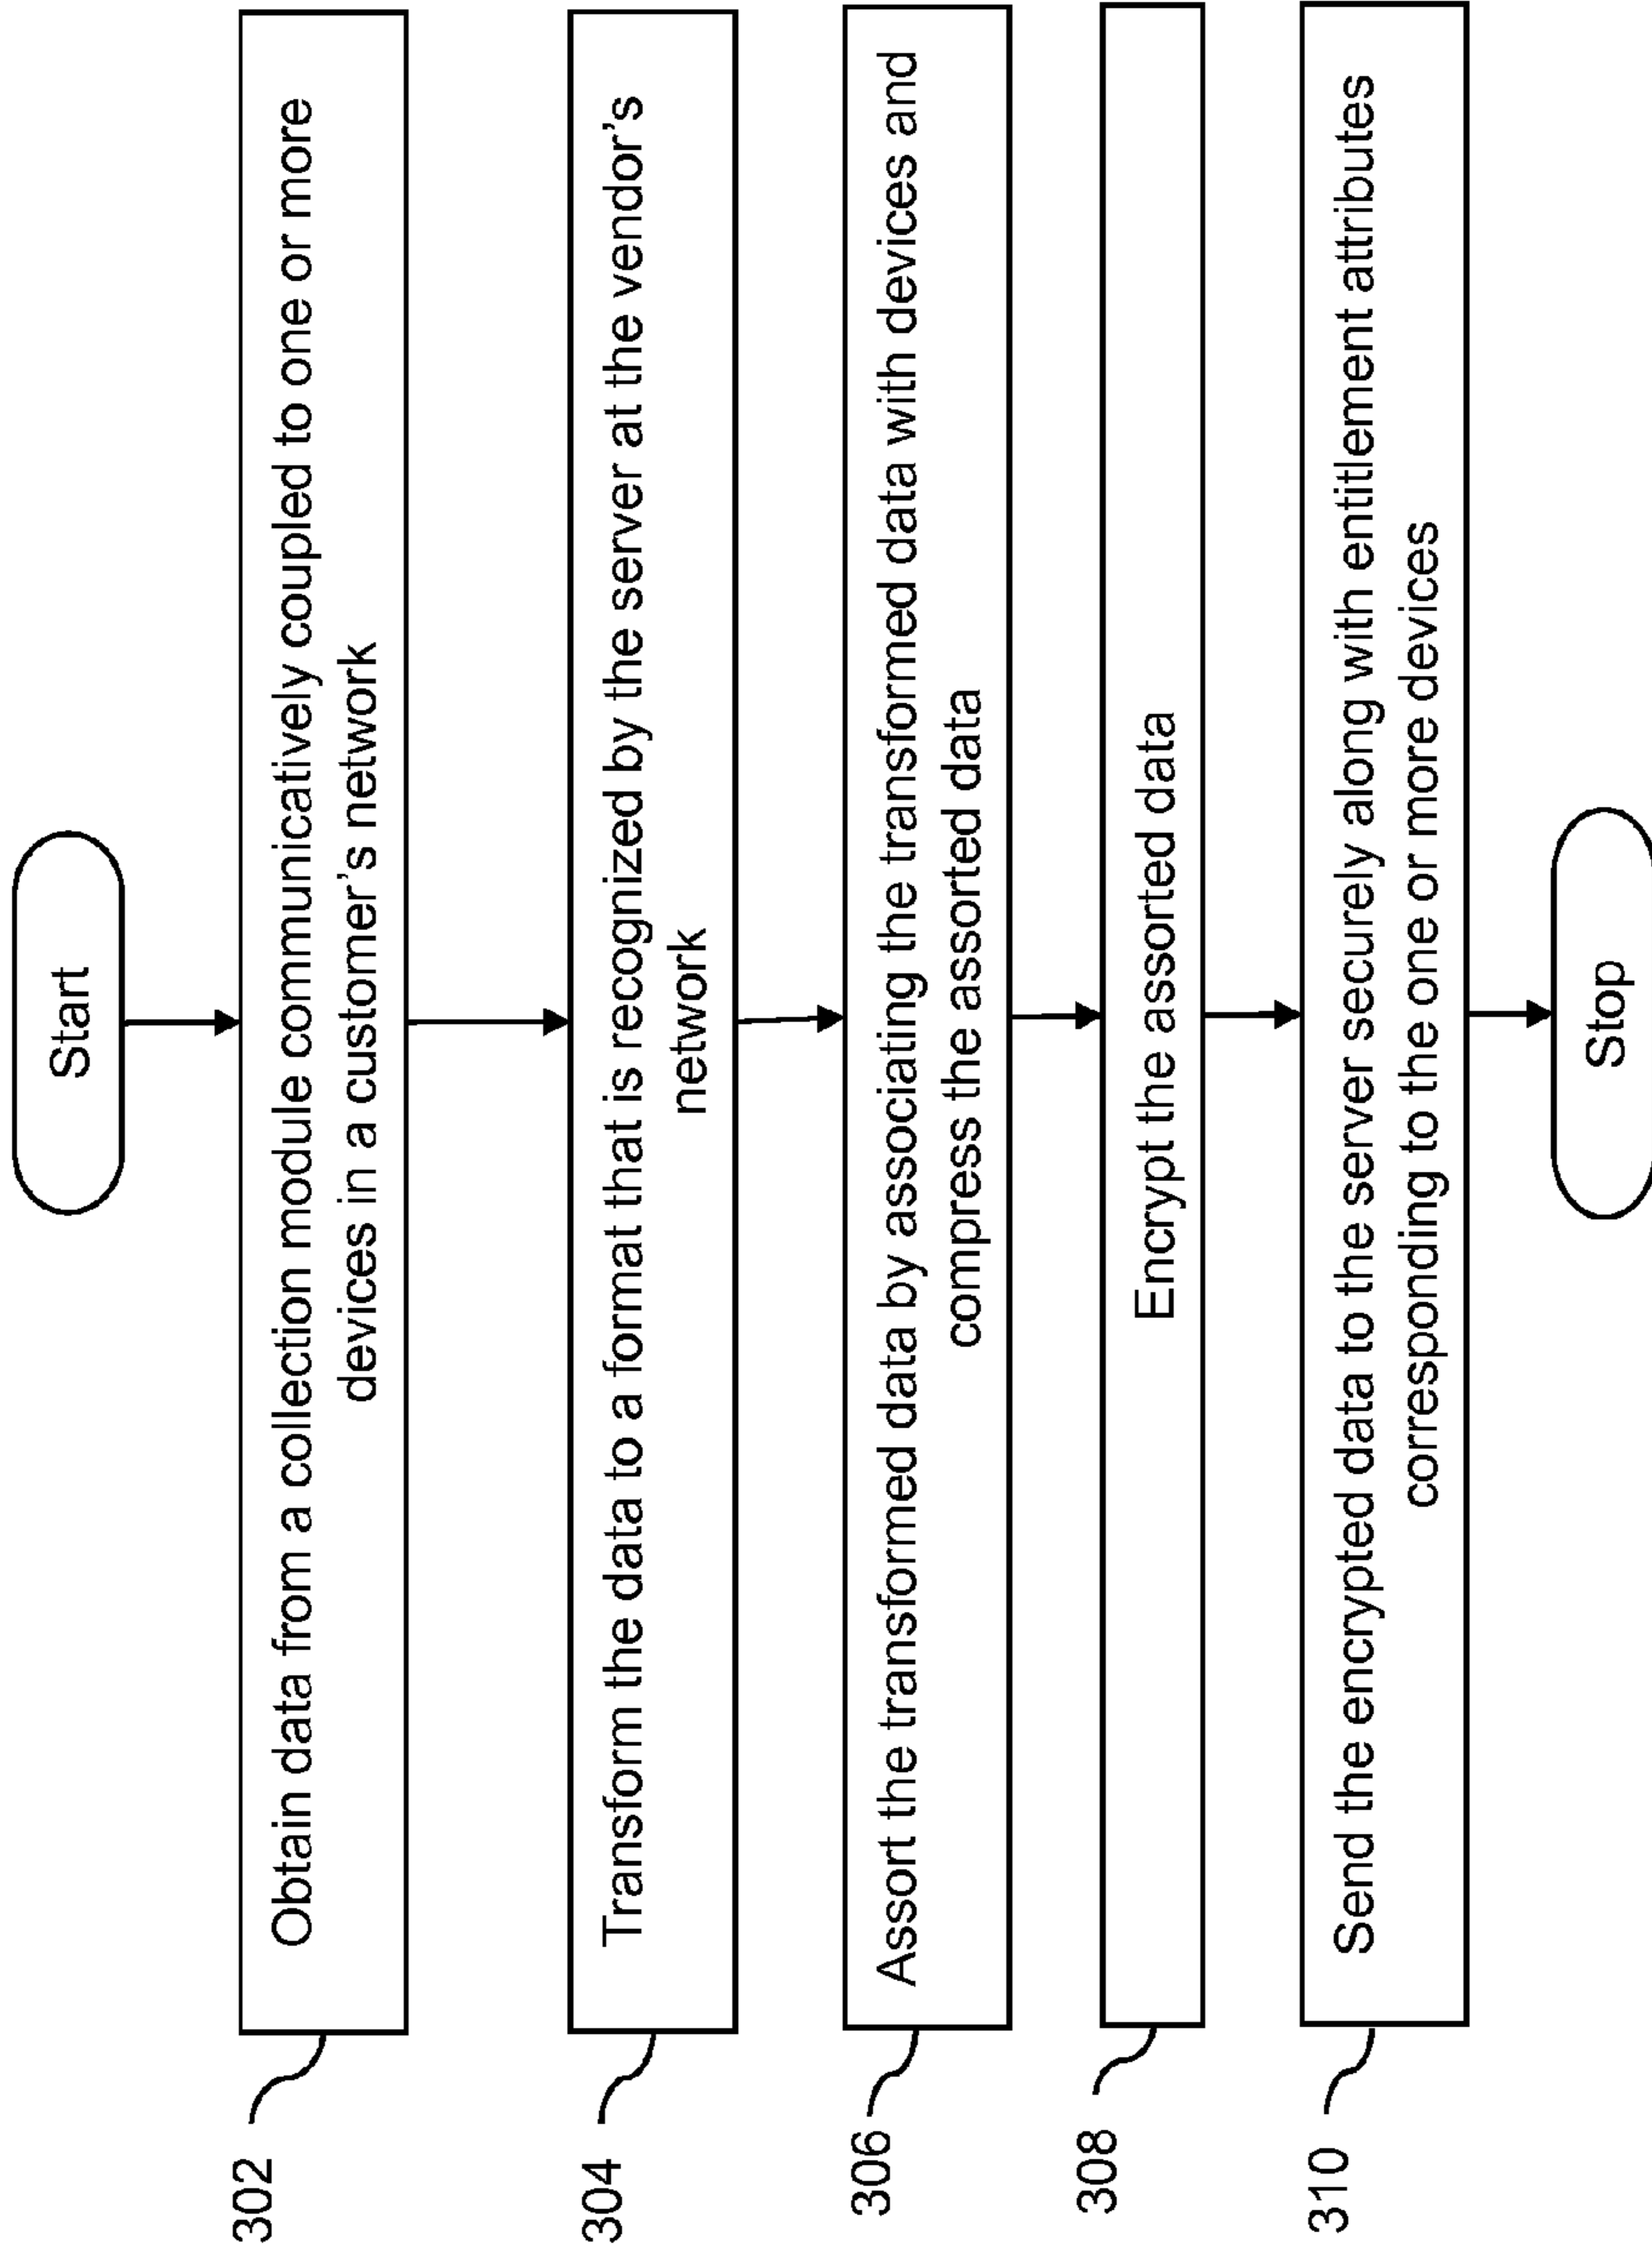 Start
302
Obtain data from a collection module communicatively coupled to one or more
devices in a customer's network
304
Transform the data to a format that is recognized by the server at the vendor's
network
306
Assort the transformed data by associating the transformed data with devices and
compress the assorted data
308
Encrypt the assorted data
310
Send the encrypted data to the server securely along with entitlement attributes
corresponding to the one or more devices
Stop